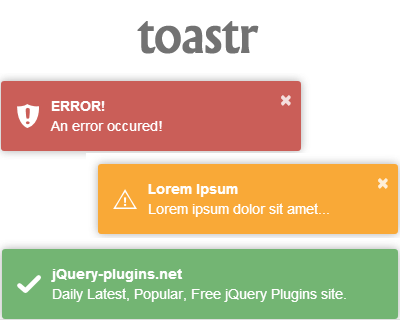 toastr
ERROR!
An error occured!
Lorem Ipsum
Lorem ipsum dolor sit amet...
jQuery-plugins.net
Daily Latest, Popular, Free jQuery Plugins site.